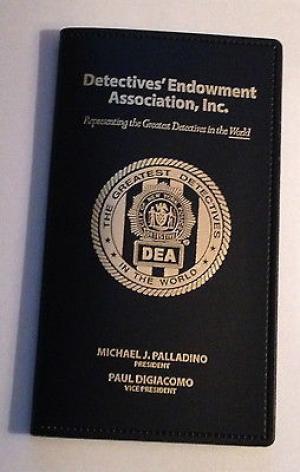 Detectives' Endowment
Association, Inc.
Representing the Greatest Detectives in the World
THE GREATEST DETECTIVES
DETECTIVE
DEA
IN THE WORLD
MICHAEL J. PALLADINO
PRESIDENT
PAUL DIGIACOMO
VICE PRESIDENT